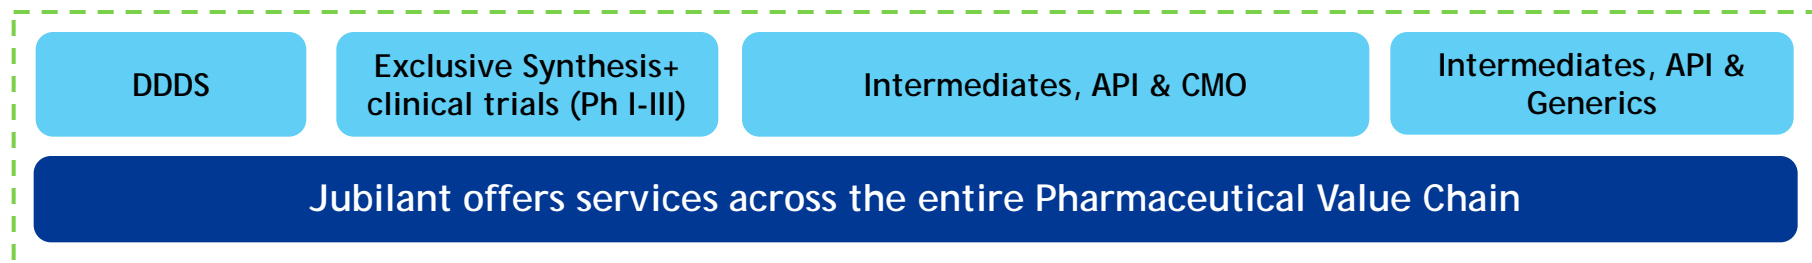 DDDS
Exclusive Synthesis+
clinical trials (Ph I-III)
Intermediates, API & CMO
Intermediates, API &
Generics
Jubilant offers services across the entire Pharmaceutical Value Chain